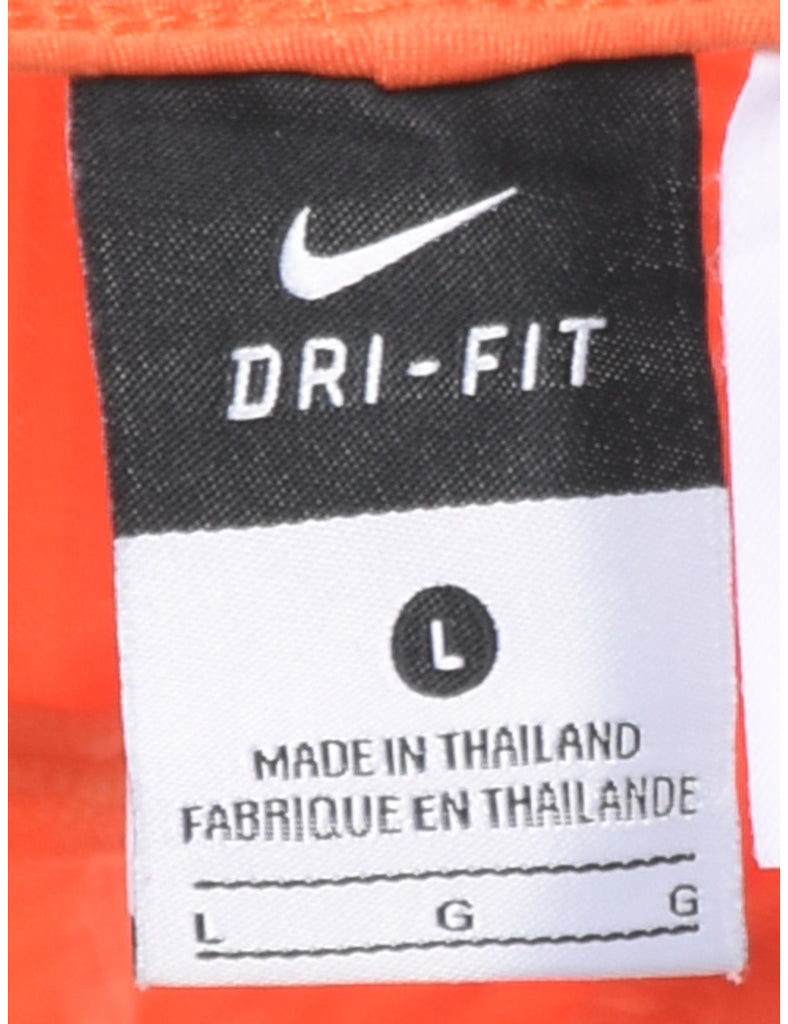 DRI-FIT
L
MADE IN THAILAND
FABRIQUE EN THAILANDE
L G G